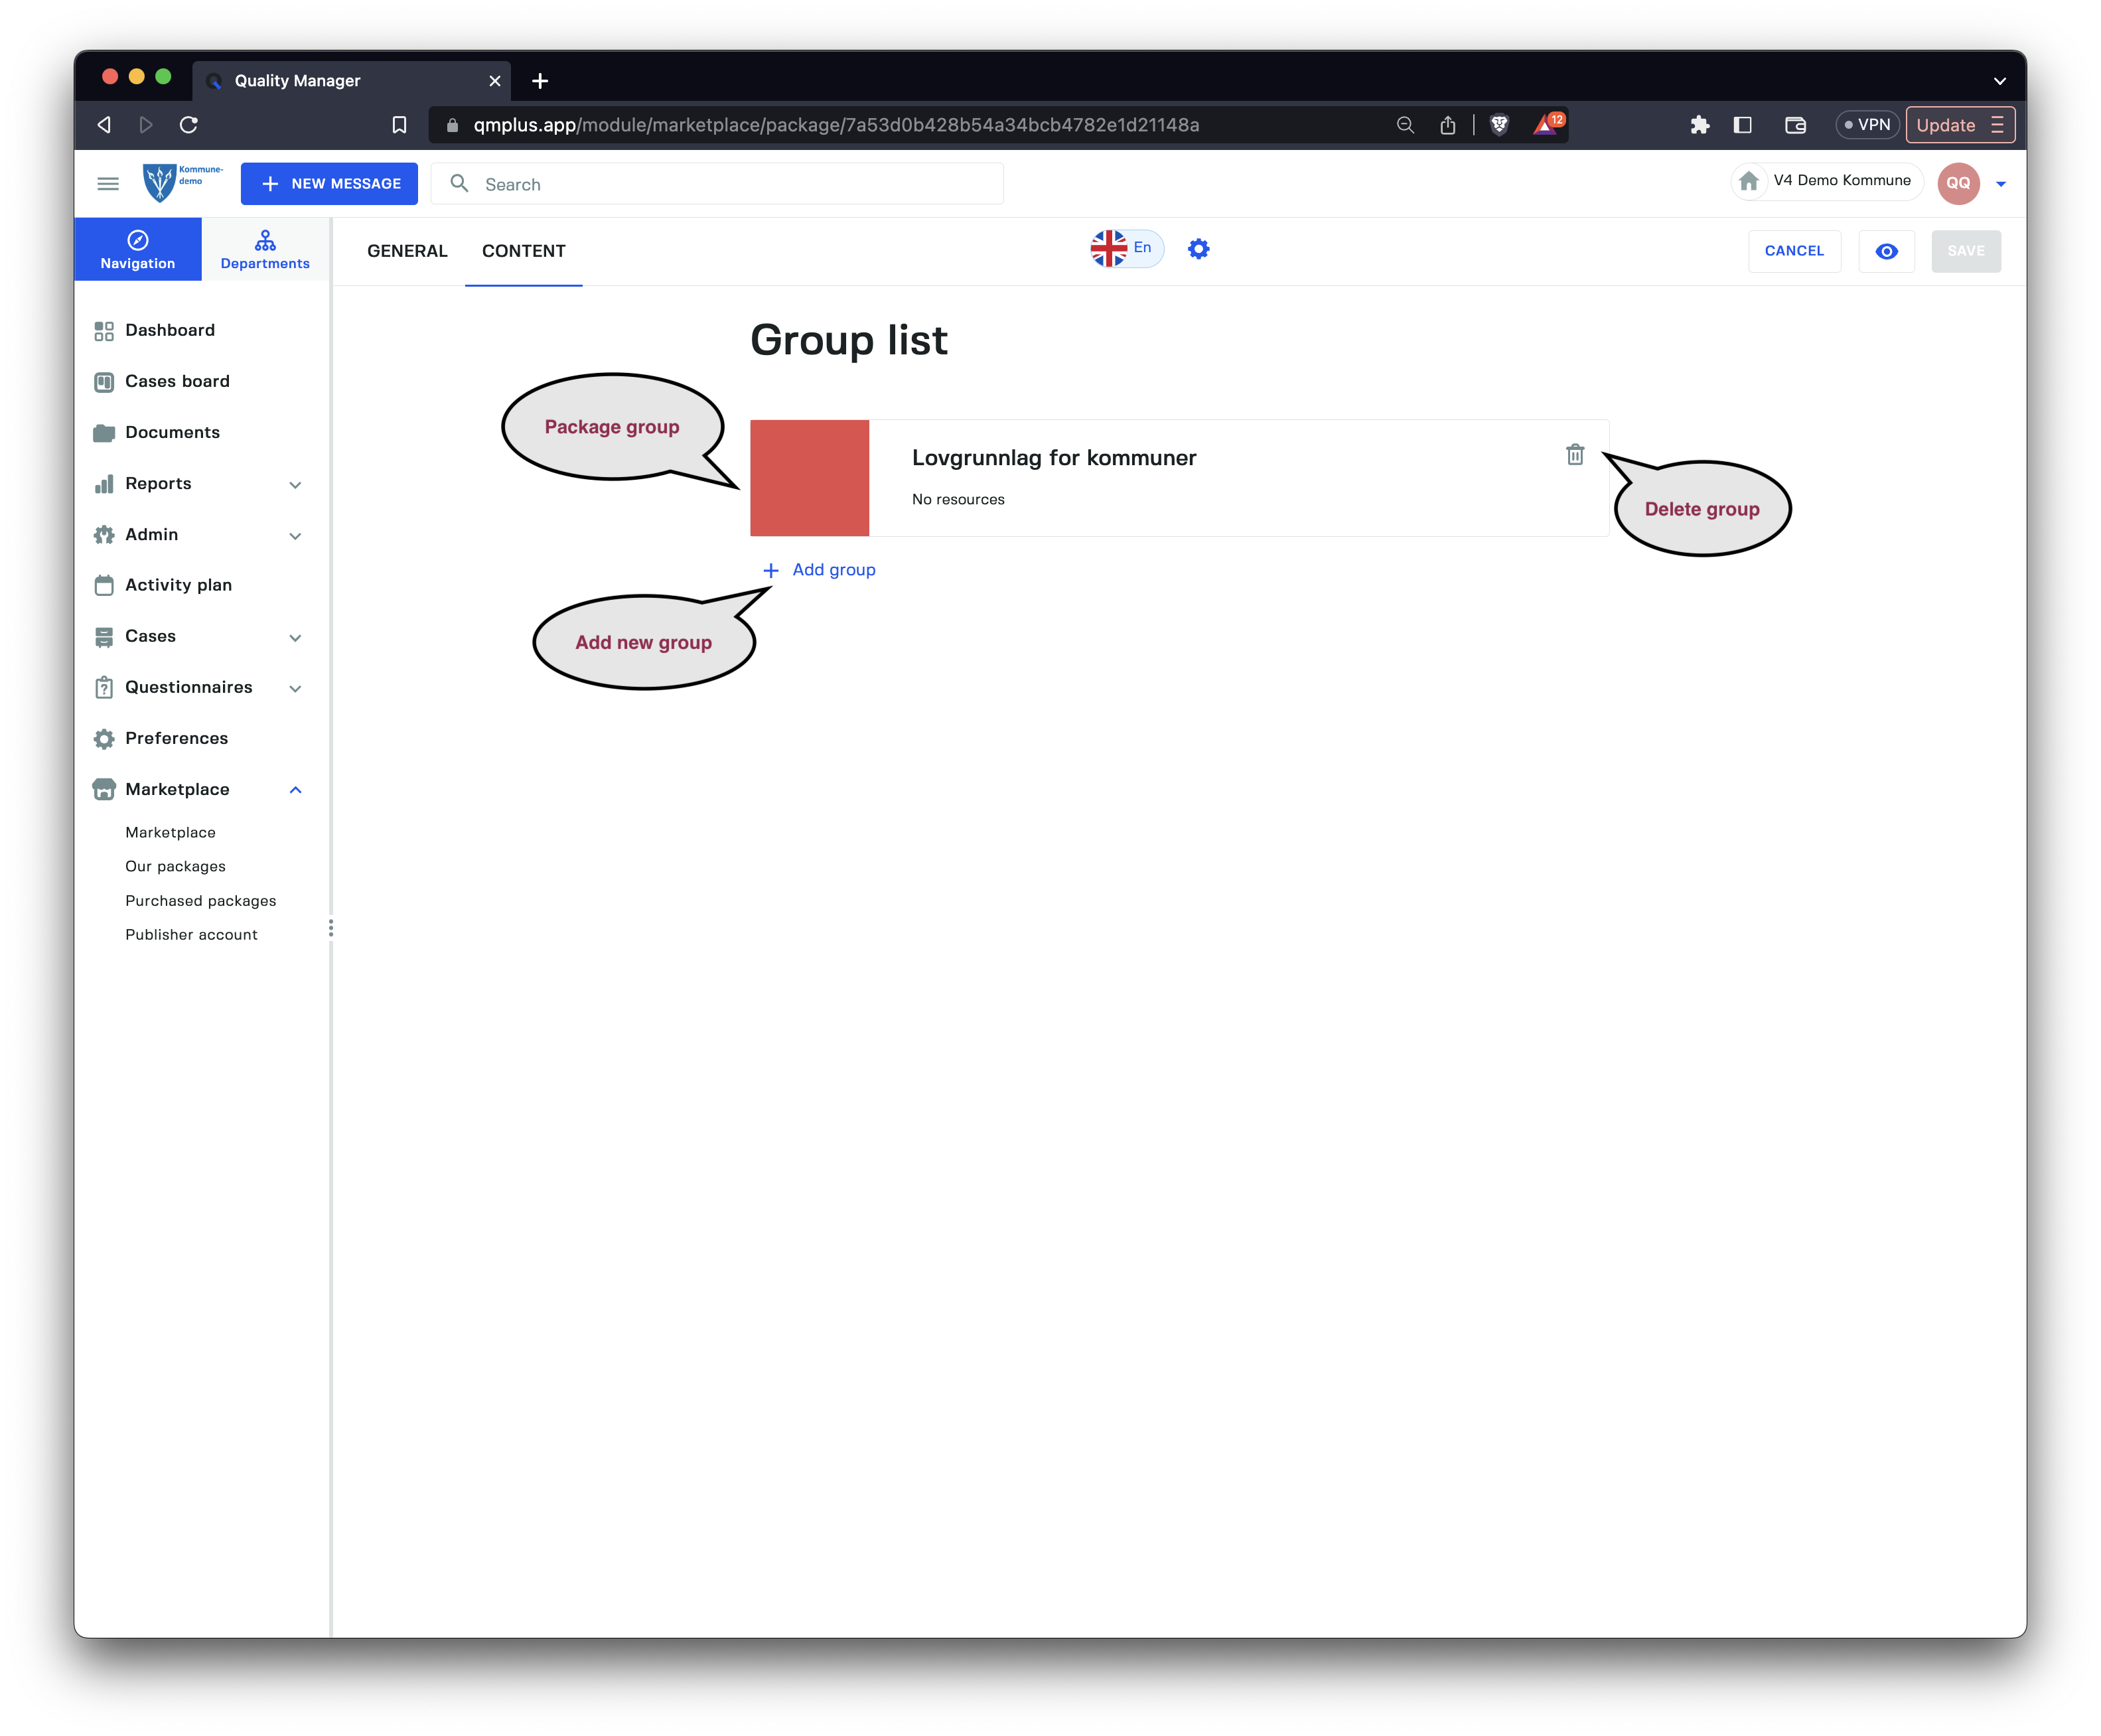 Quality Manager
qmplus.app/module/marketplace/package/7a53d0b428b54a34bcb4782e1d21148a
12
VPN
Update
Kommune-
demo
NEW MESSAGE
Search
V4 Demo Kommune
QQ
Navigation
Departments
GENERAL
CONTENT
En
CANCEL
SAVE
Dashboard
Cases board
Documents
Reports
Admin
Activity plan
Cases
Questionnaires
Preferences
Marketplace
Marketplace
Our packages
Purchased packages
Publisher account
Group list
Package group
Lovgrunnlag for kommuner
No resources
Delete group
Add group
Add new group